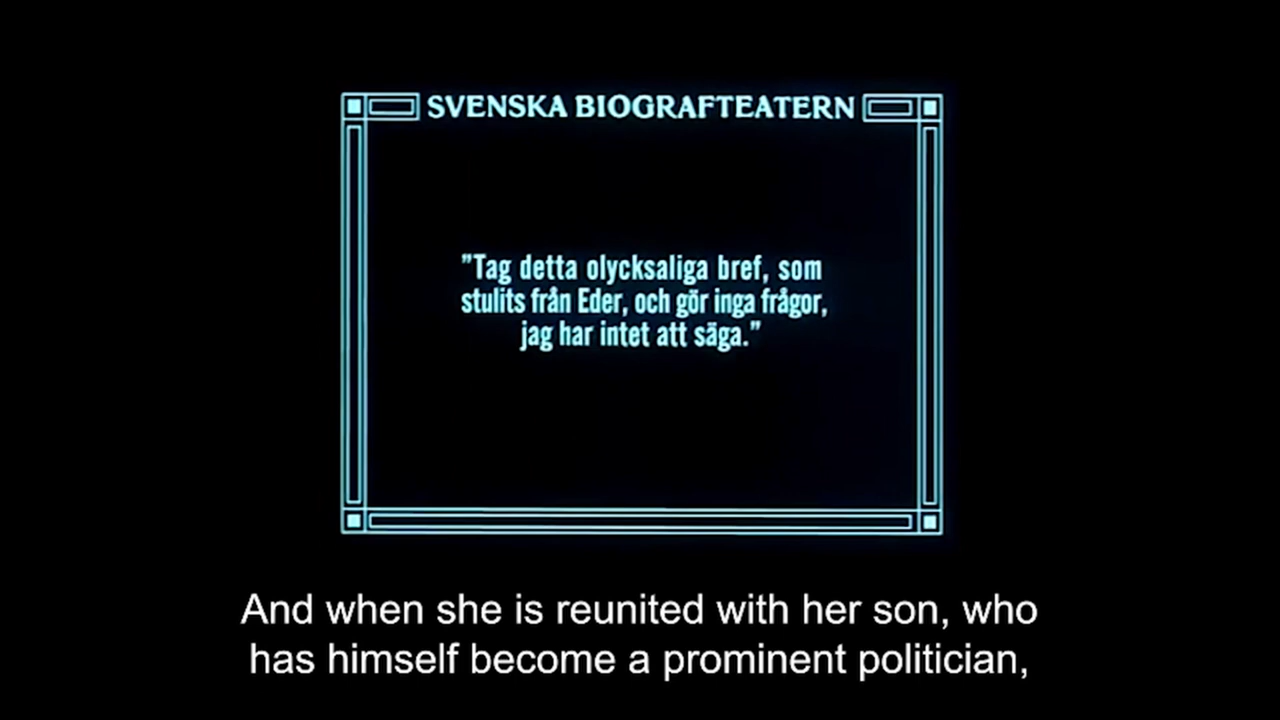 SVENSKA BIOGRAFTEATERN
”Tag detta olycksaliga bref, som
stulits från Eder, och gör inga frågor,
jag har intet att säga.”
And when she is reunited with her son, who
has himself become a prominent politician,